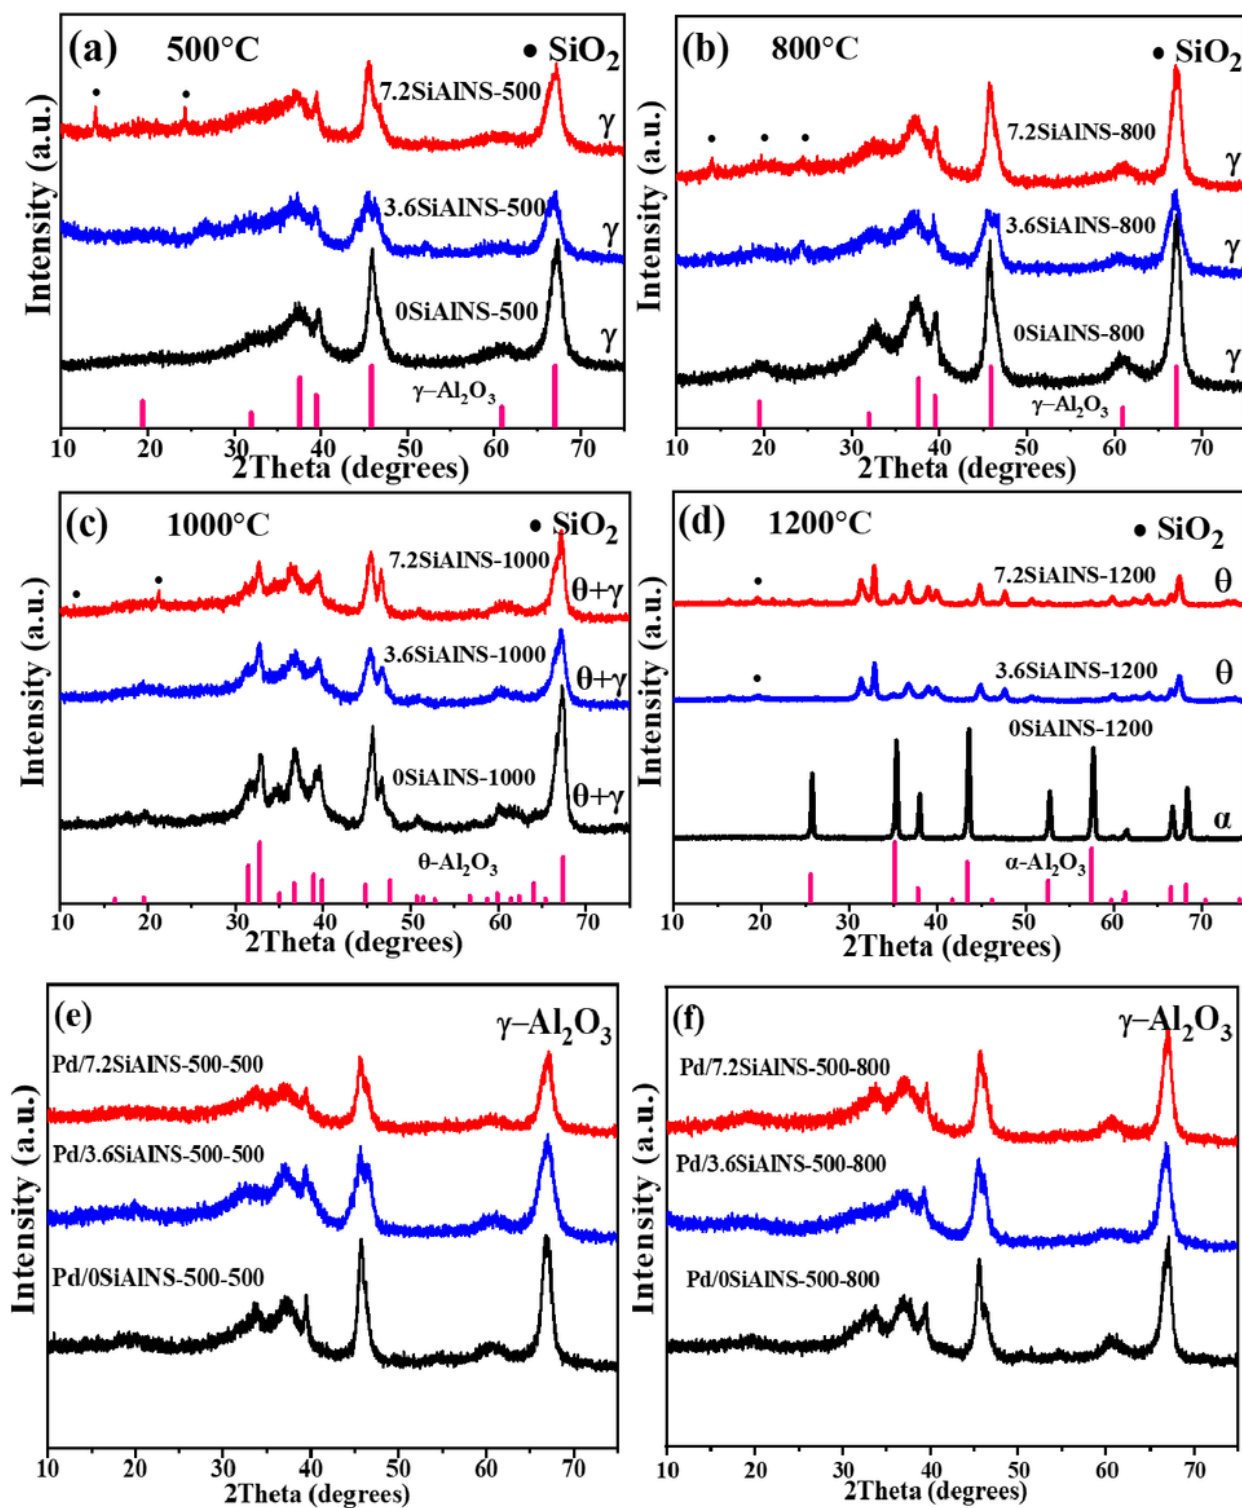 (a) 500°C • SiO2
7.2SiAlNS-500
γ
3.6SiAlNS-500
γ
0SiAlNS-500
γ
γ–Al2O3
10 20 30 40 50 60 70
2Theta (degrees)
Intensity (a.u.)
(b) 800°C • SiO2
7.2SiAlNS-800
γ
3.6SiAlNS-800
γ
0SiAlNS-800
γ
γ–Al2O3
10 20 30 40 50 60 70
2Theta (degrees)
Intensity (a.u.)
(c) 1000°C • SiO2
7.2SiAlNS-1000
θ+γ
3.6SiAlNS-1000
θ+γ
0SiAlNS-1000
θ+γ
θ-Al2O3
10 20 30 40 50 60 70
2Theta (degrees)
Intensity (a.u.)
(d) 1200°C • SiO2
7.2SiAlNS-1200
θ
3.6SiAlNS-1200
θ
0SiAlNS-1200
α
α-Al2O3
10 20 30 40 50 60 70
2Theta (degrees)
Intensity (a.u.)
(e) γ–Al2O3
Pd/7.2SiAlNS-500-500
Pd/3.6SiAlNS-500-500
Pd/0SiAlNS-500-500
10 20 30 40 50 60 70
2Theta (degrees)
Intensity (a.u.)
(f) γ–Al2O3
Pd/7.2SiAlNS-500-800
Pd/3.6SiAlNS-500-800
Pd/0SiAlNS-500-800
10 20 30 40 50 60 70
2Theta (degrees)
Intensity (a.u.)